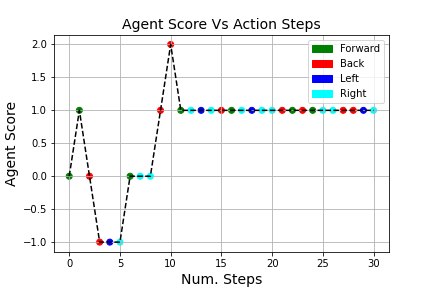 Agent Score Vs Action Steps
Agent Score
2.0
1.5
1.0
0.5
0.0
−0.5
−1.0
Forward
Back
Left
Right
0 5 10 15 20 25 30
Num. Steps